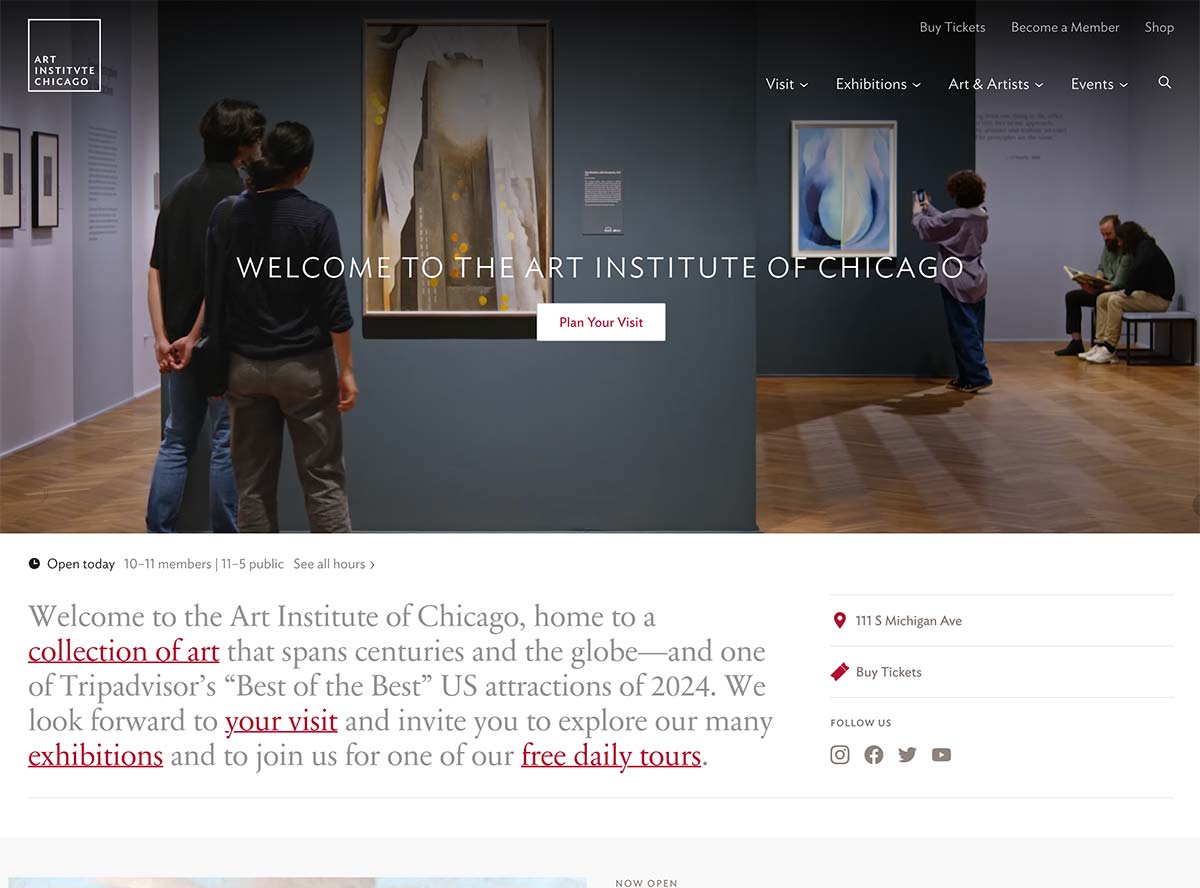 Buy Tickets Become a Member Shop
ART
INSTITVTE
CHICAGO
Visit Exhibitions Art & Artists Events
WELCOME TO THE ART INSTITUTE OF CHICAGO
Plan Your Visit
Open today 10–11 members | 11–5 public See all hours
Welcome to the Art Institute of Chicago, home to a
collection of art that spans centuries and the globe—and one
of Tripadvisor’s “Best of the Best” US attractions of 2024. We
look forward to your visit and invite you to explore our many
exhibitions and to join us for one of our free daily tours.
111 S Michigan Ave
Buy Tickets
FOLLOW US
NOW OPEN